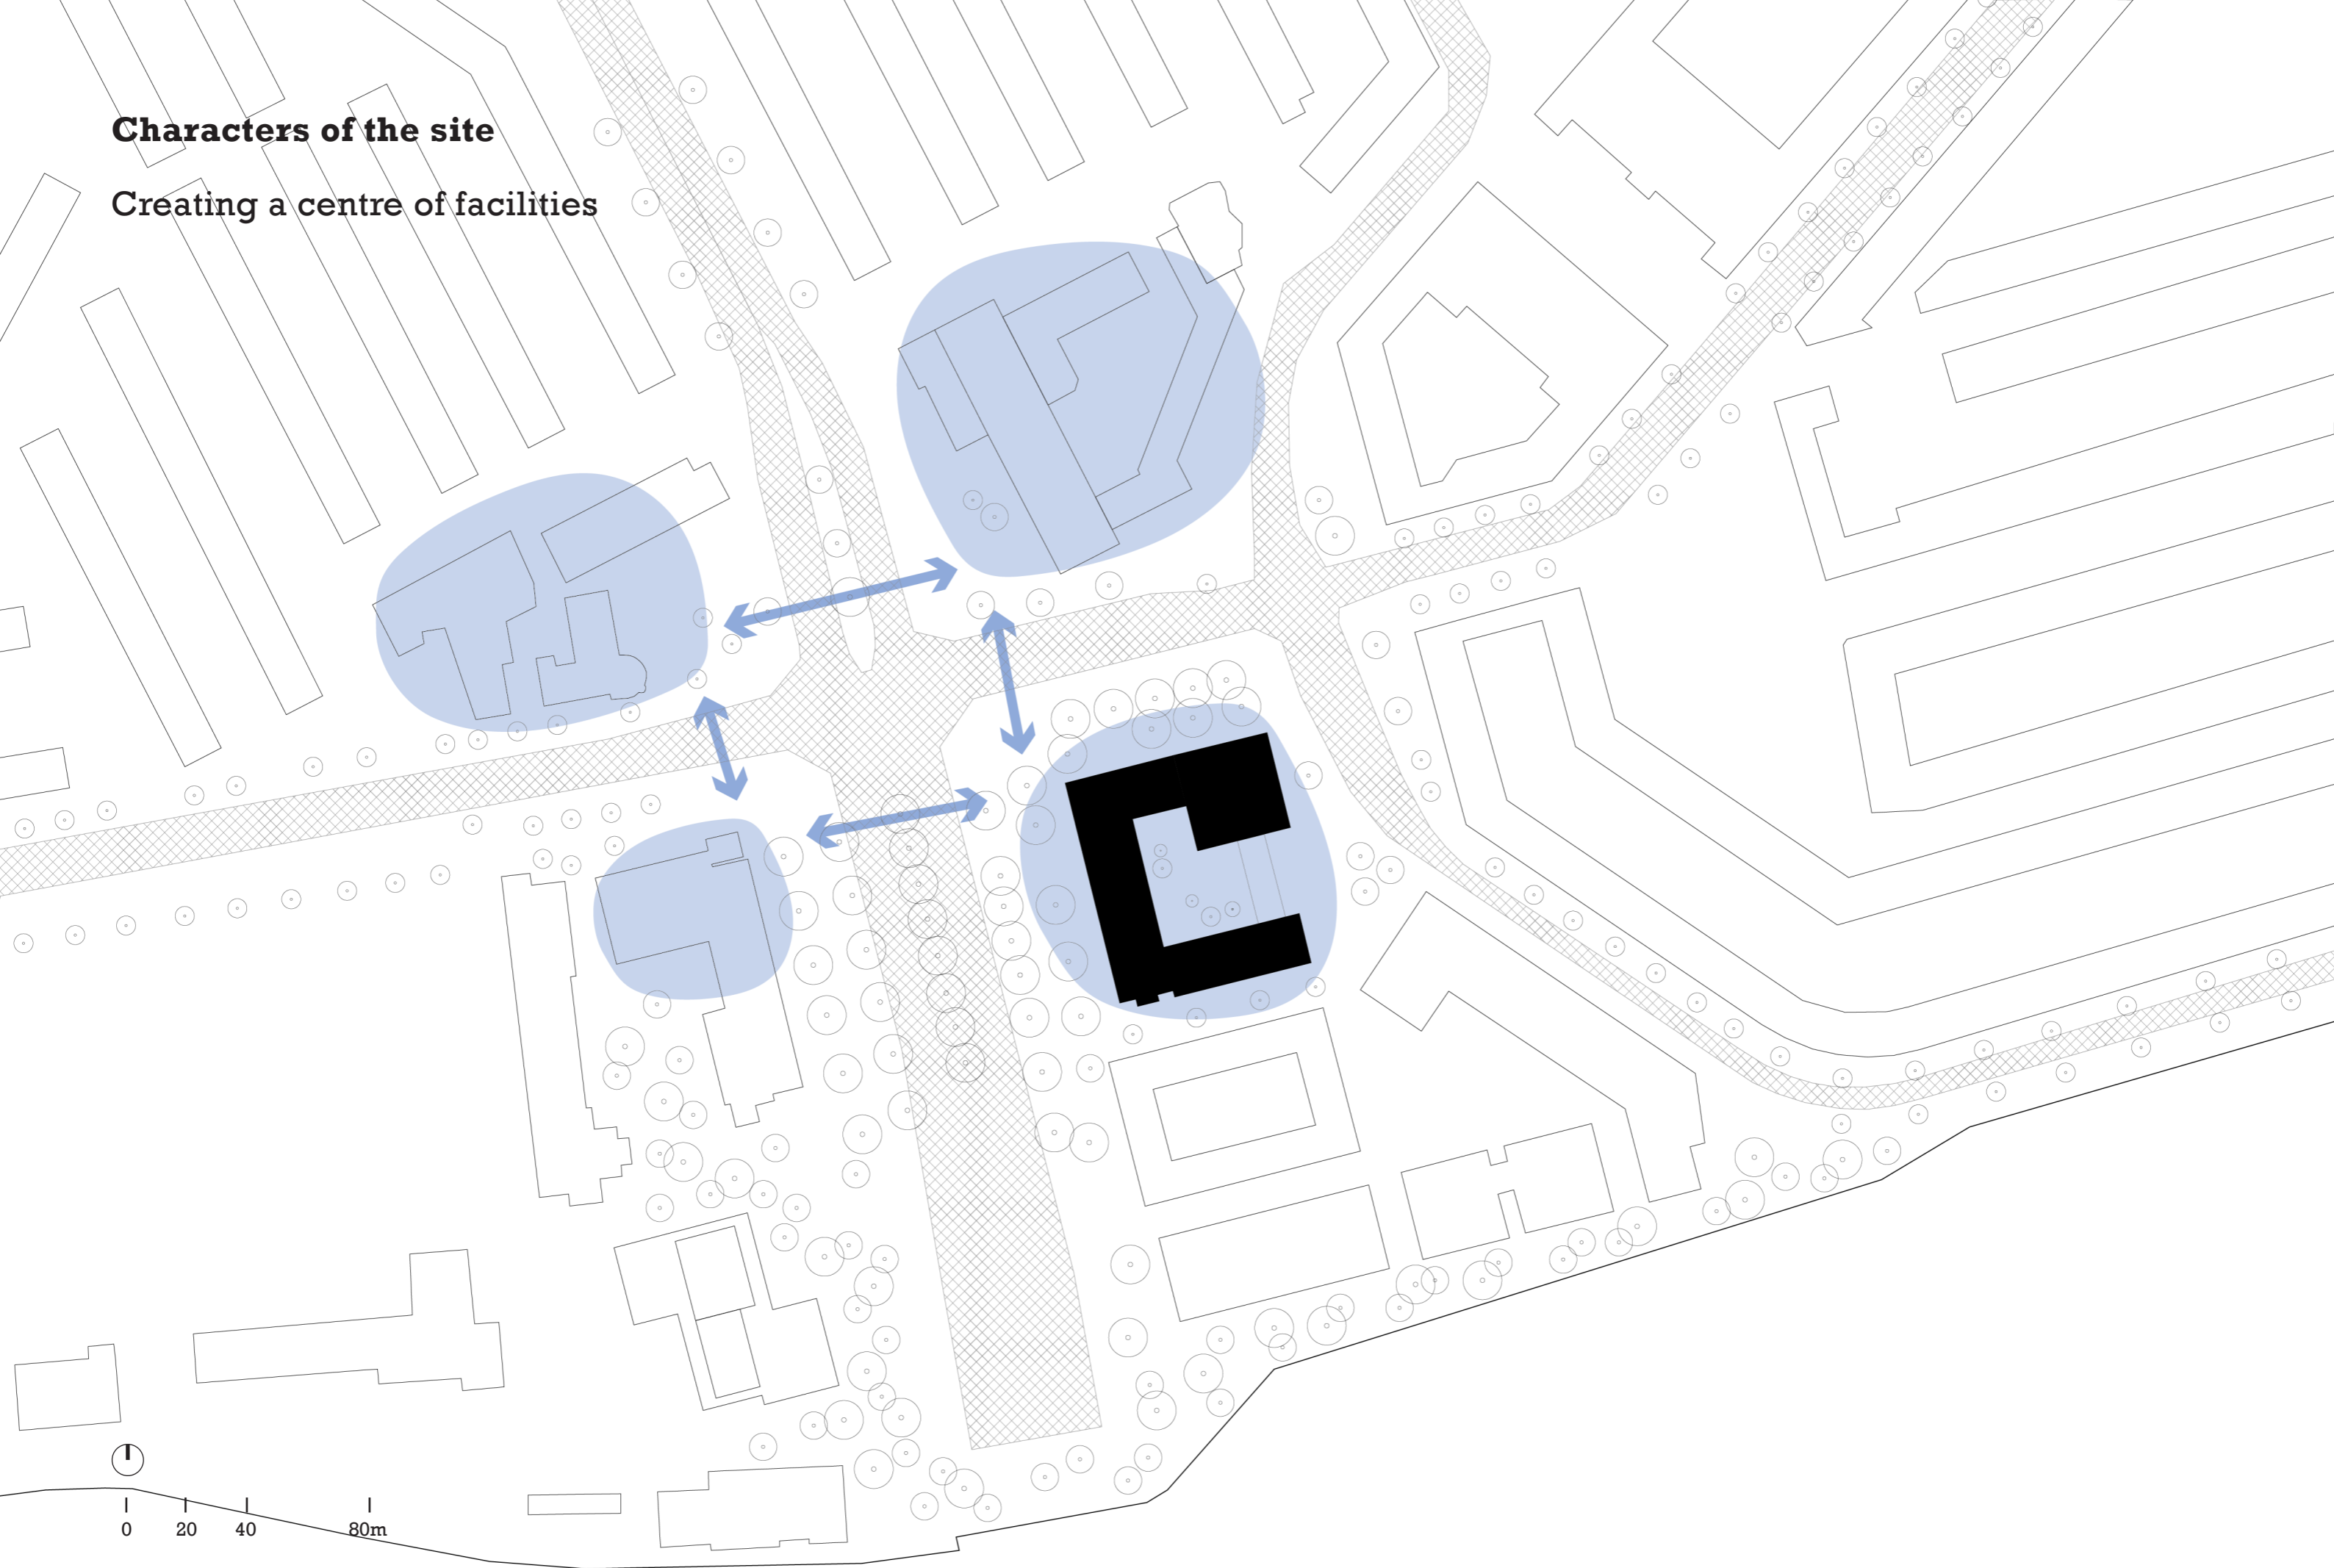 Characters of the site
Creating a centre of facilities
0 20 40 80m